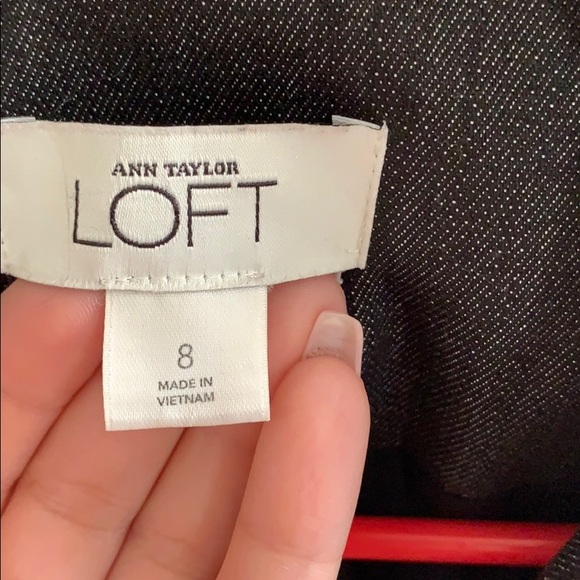 ANN TAYLOR
LOFT
8
MADE IN
VIETNAM